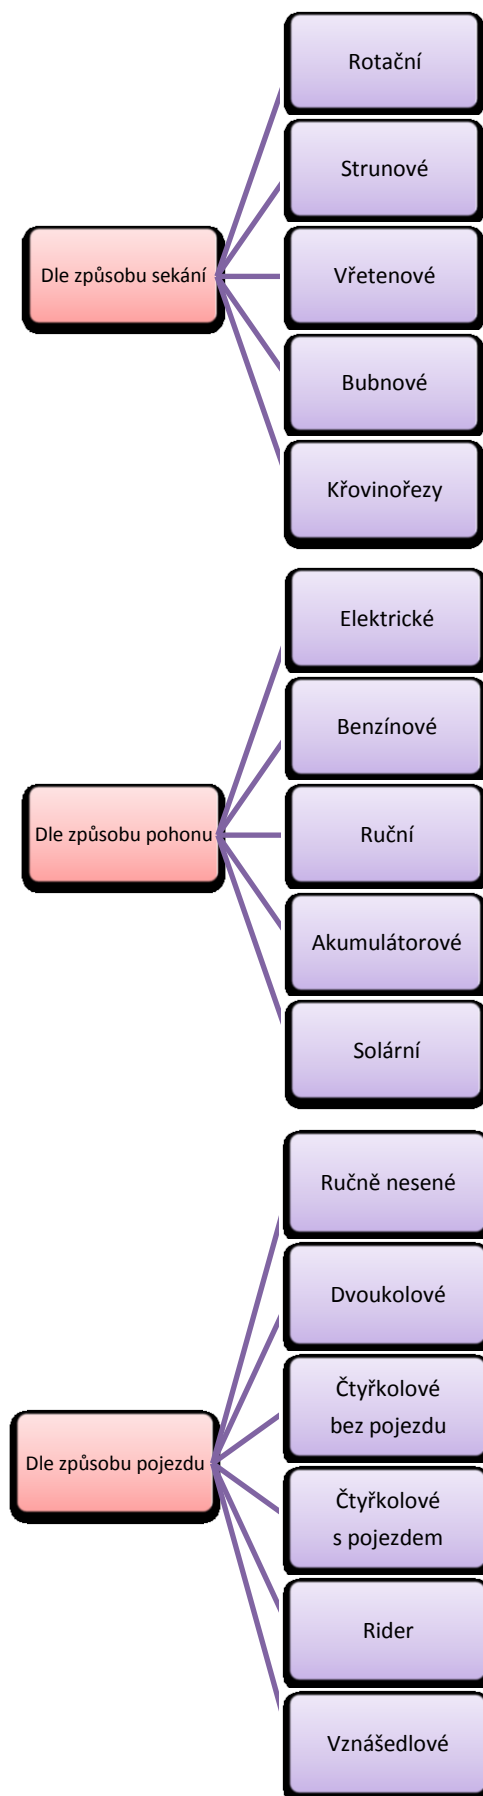 Dle způsobu sekání
Rotační
Strunové
Vřetenové
Bubnové
Křovinořezy
Dle způsobu pohonu
Elektrické
Benzínové
Ruční
Akumulátorové
Solární
Dle způsobu pojezdu
Ručně nesené
Dvoukolové
Čtyřkolové
bez pojezdu
Čtyřkolové
s pojezdem
Rider
Vznášedlové